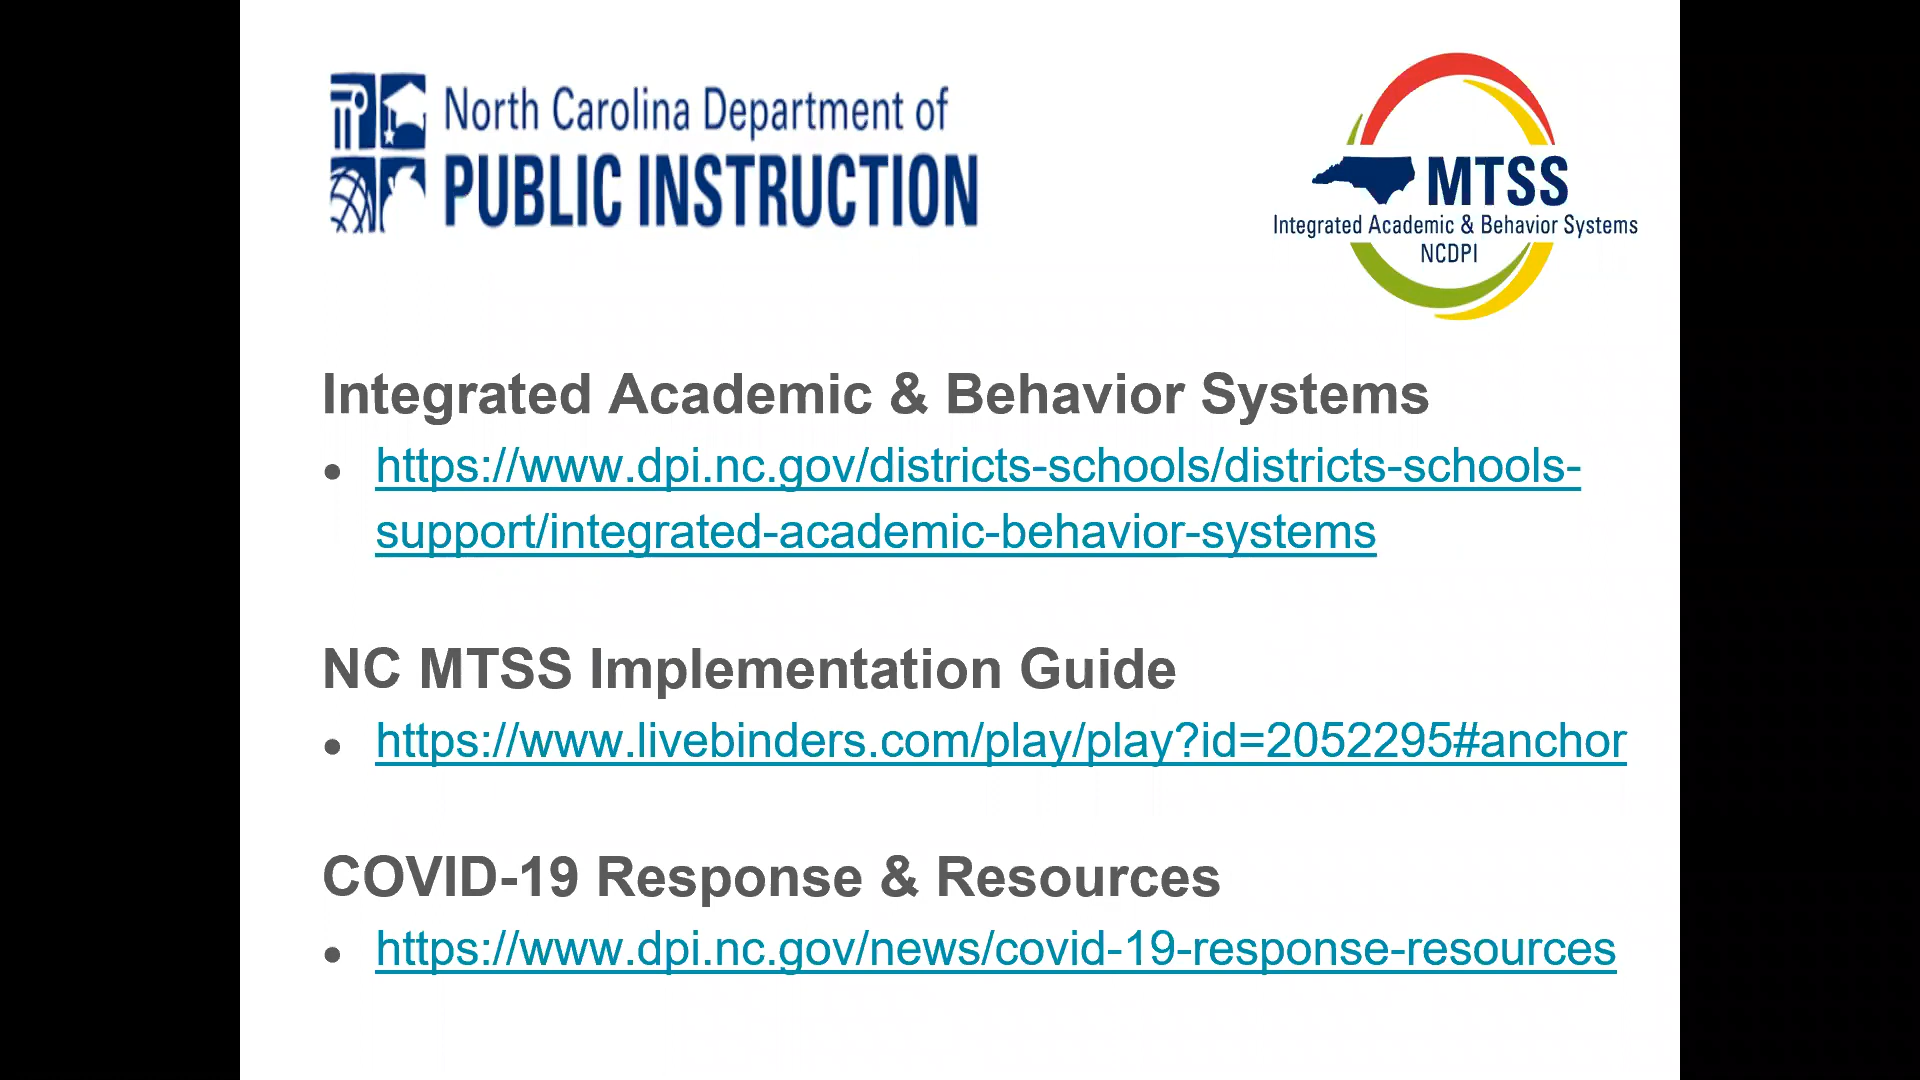 North Carolina Department of
PUBLIC INSTRUCTION
MTSS
Integrated Academic & Behavior Systems
NCDPI
Integrated Academic & Behavior Systems
• https://www.dpi.nc.gov/districts-schools/districts-schools-
support/integrated-academic-behavior-systems
NC MTSS Implementation Guide
• https://www.livebinders.com/play/play?id=2052295#anchor
COVID-19 Response & Resources
• https://www.dpi.nc.gov/news/covid-19-response-resources